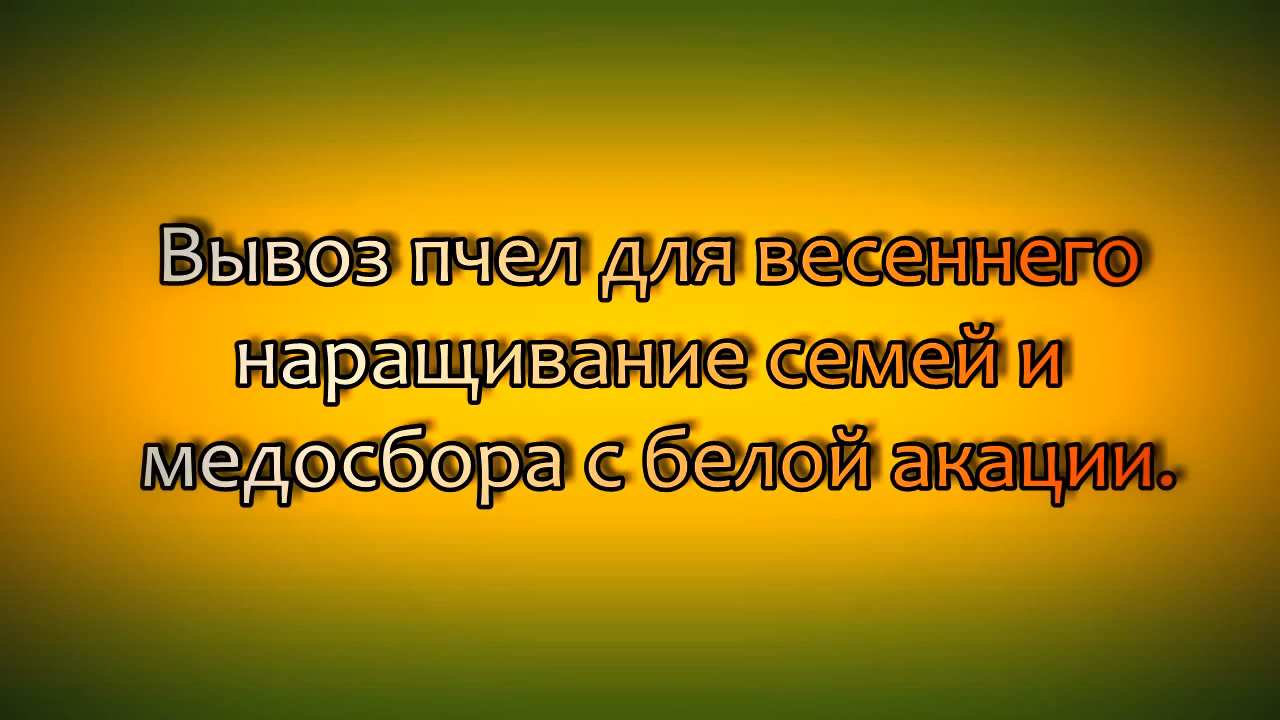 Вывоз пчел для весеннего
наращивание семей и
медосбора с белой акации.